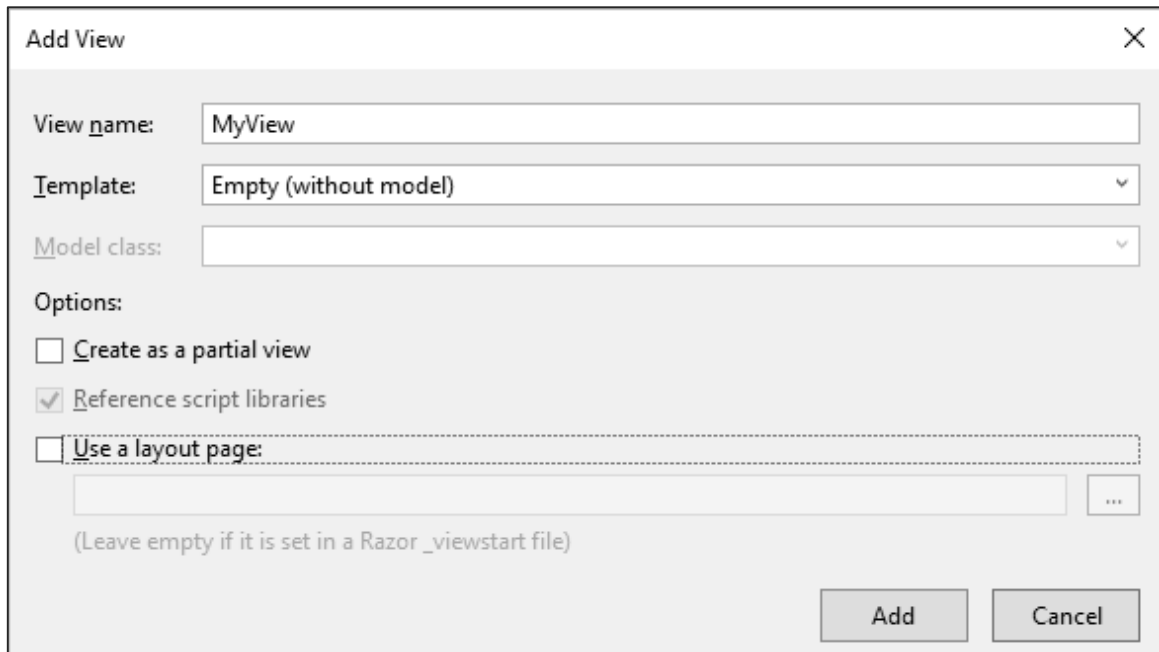 Add View
View name: MyView
Template: Empty (without model)
Model class:
Options:
Create as a partial view
Reference script libraries
Use a layout page:
...
(Leave empty if it is set in a Razor _viewstart file)
Add Cancel